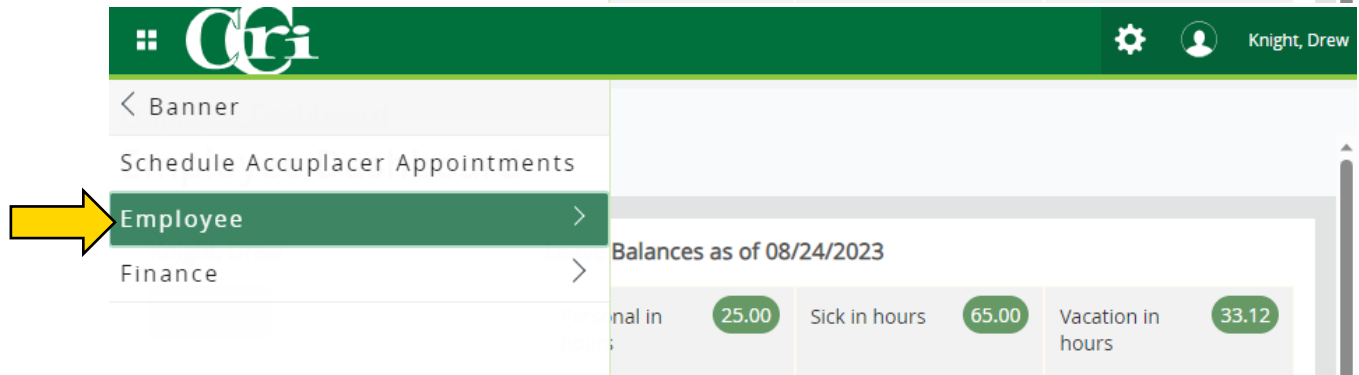 CCri
Knight, Drew
Banner
Schedule Accuplacer Appointments
Employee
Finance
Balances as of 08/24/2023
in 25.00 Sick in hours 65.00 Vacation in hours 33.12